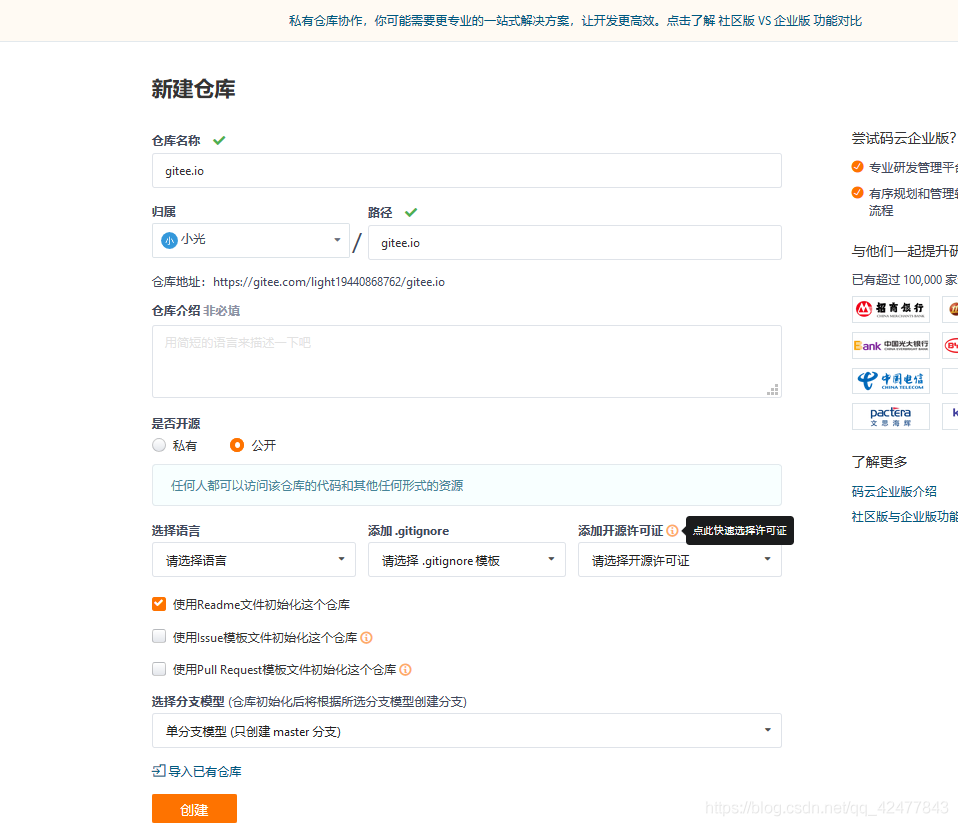 私有仓库协作，你可能需要更专业的一站式解决方案，让开发更高效。点击了解 社区版 VS 企业版 功能对比
新建仓库
仓库名称
gitee.io
归属
路径
小 小光
/
gitee.io
仓库地址：https://gitee.com/light19440868762/gitee.io
仓库介绍 非必填
用简短的语言来描述一下吧
是否开源
私有
公开
任何人都可以访问该仓库的代码和其他任何形式的资源
选择语言
添加 .gitignore
添加开源许可证
点此快速选择许可证
请选择语言
请选择 .gitignore 模板
请选择开源许可证
使用Readme文件初始化这个仓库
使用Issue模板文件初始化这个仓库
使用Pull Request模板文件初始化这个仓库
选择分支模型 (仓库初始化后将根据所选分支模型创建分支)
单分支模型 (只创建 master 分支)
导入已有仓库
创建
尝试码云企业版?
专业研发管理平台
有序规划和管理
流程
与他们一起提升研
已有超过 100,000 家
招商银行
CHINA MERCHANTS BANK
Bank 中国光大银行
CHINA EVERBRIGHT BANK
中国电信
CHINA TELECOM
pactera
文思海辉
了解更多
码云企业版介绍
社区版与企业版功能
https://blog.csdn.net/qq_42477843